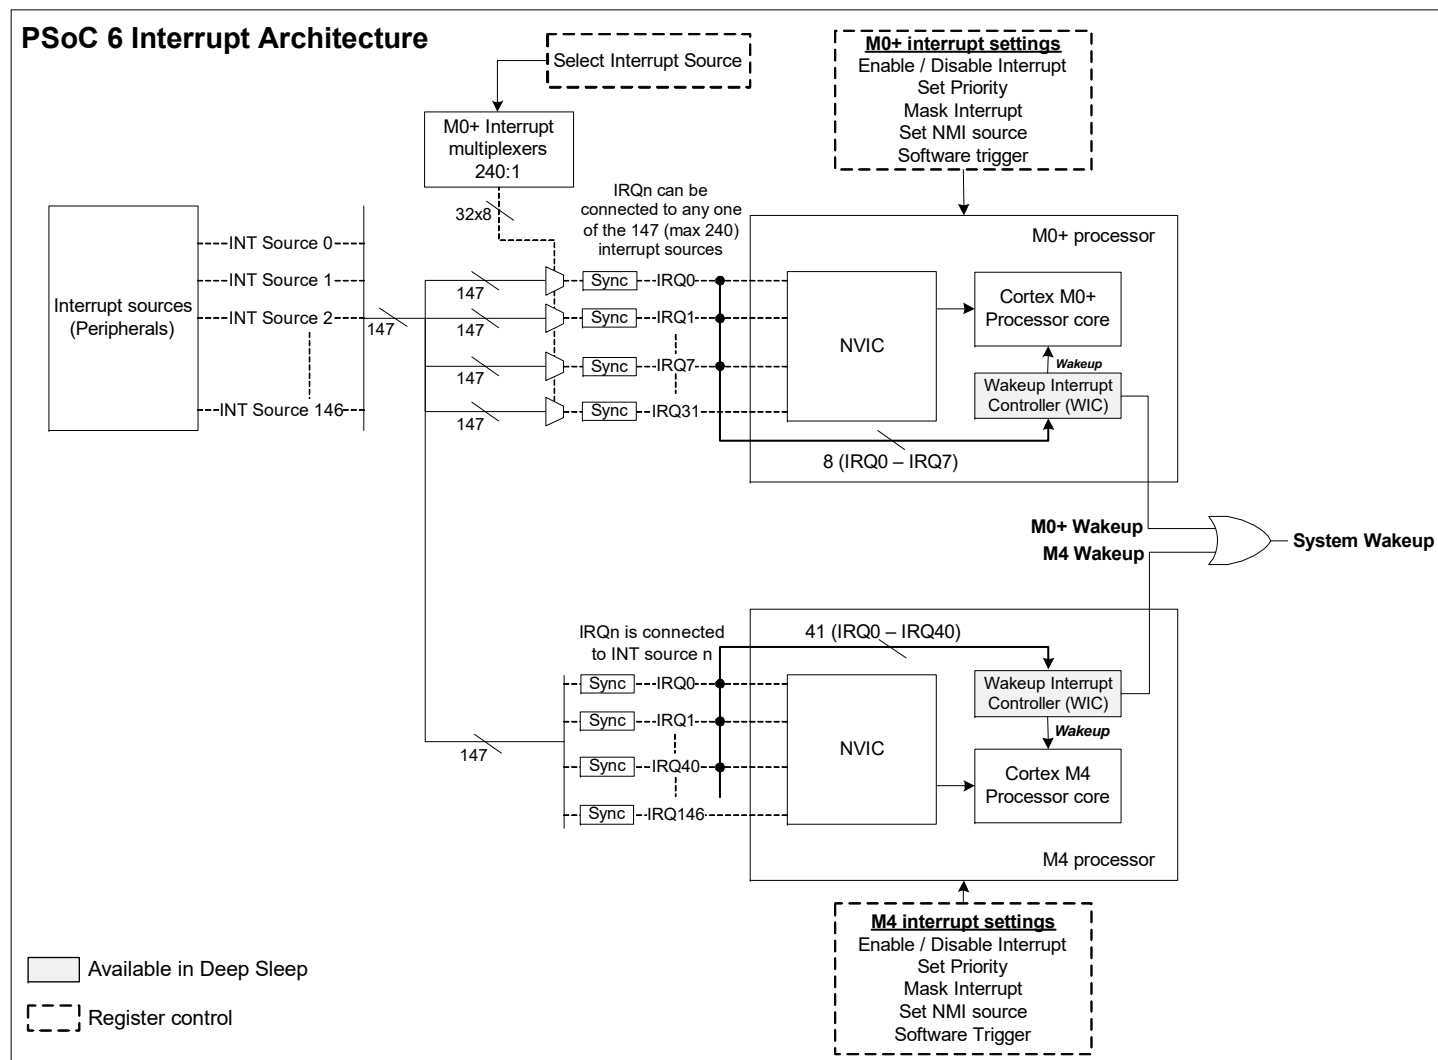 PSoC 6 Interrupt Architecture
Select Interrupt Source
M0+ interrupt settings
Enable / Disable Interrupt
Set Priority
Mask Interrupt
Set NMI source
Software trigger
M0+ Interrupt
multiplexers
240:1
32x8
IRQn can be
connected to any one
of the 147 (max 240)
interrupt sources
Interrupt sources
(Peripherals)
INT Source 0
INT Source 1
INT Source 2
INT Source 146
147
147
147
147
147
Sync
IRQ0
Sync
IRQ1
Sync
IRQ7
Sync
IRQ31
M0+ processor
NVIC
Cortex M0+
Processor core
Wakeup
Wakeup Interrupt
Controller (WIC)
8 (IRQ0 – IRQ7)
M0+ Wakeup
M4 Wakeup
System Wakeup
IRQn is connected
to INT source n
41 (IRQ0 – IRQ40)
147
Sync
IRQ0
Sync
IRQ1
Sync
IRQ40
Sync
IRQ146
NVIC
Wakeup Interrupt
Controller (WIC)
Wakeup
Cortex M4
Processor core
M4 processor
M4 interrupt settings
Enable / Disable Interrupt
Set Priority
Mask Interrupt
Set NMI source
Software Trigger
Available in Deep Sleep
Register control